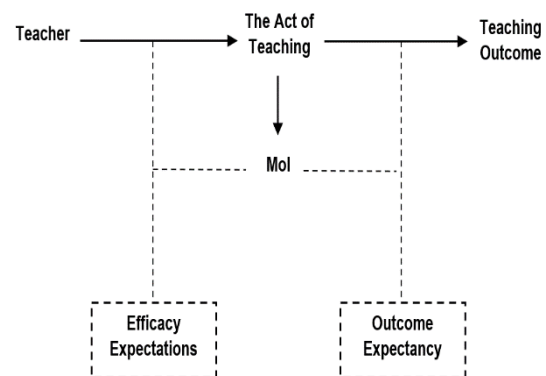 Teacher
The Act of
Teaching
Teaching
Outcome
MoI
Efficacy
Expectations
Outcome
Expectancy